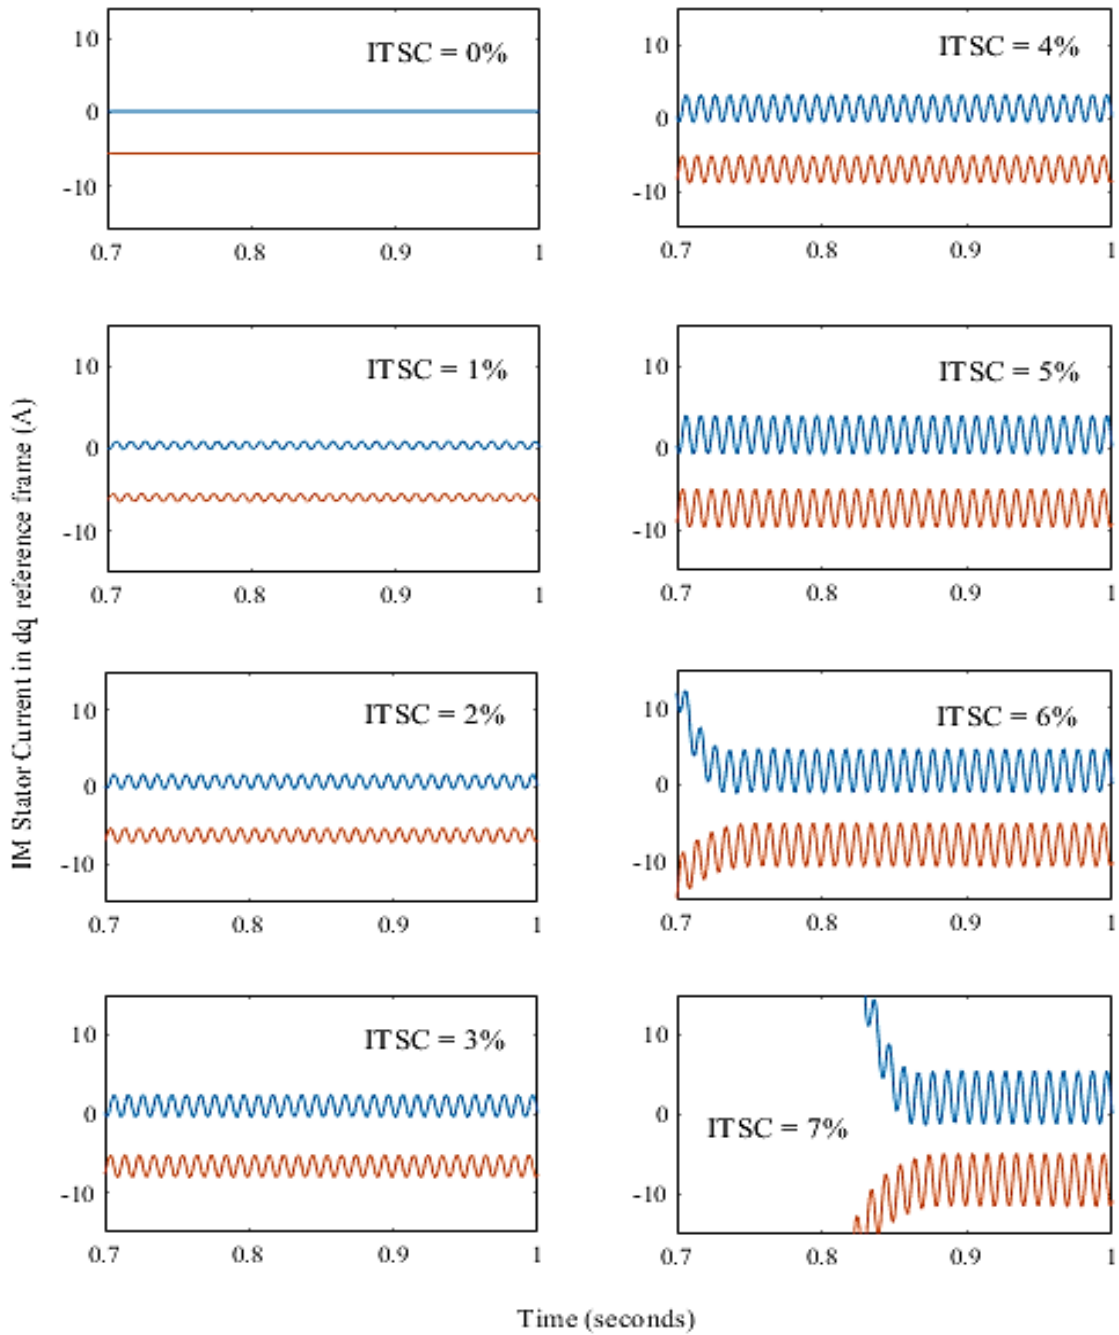 10
0
-10
ITSC = 0%
0.7 0.8 0.9 1
10
0
-10
ITSC = 4%
0.7 0.8 0.9 1
10
0
-10
ITSC = 1%
0.7 0.8 0.9 1
10
0
-10
ITSC = 5%
0.7 0.8 0.9 1
IM Stator Current in dq reference frame (A)
10
0
-10
ITSC = 2%
0.7 0.8 0.9 1
10
0
-10
ITSC = 6%
0.7 0.8 0.9 1
10
0
-10
ITSC = 3%
0.7 0.8 0.9 1
10
0
-10
ITSC = 7%
0.7 0.8 0.9 1
Time (seconds)